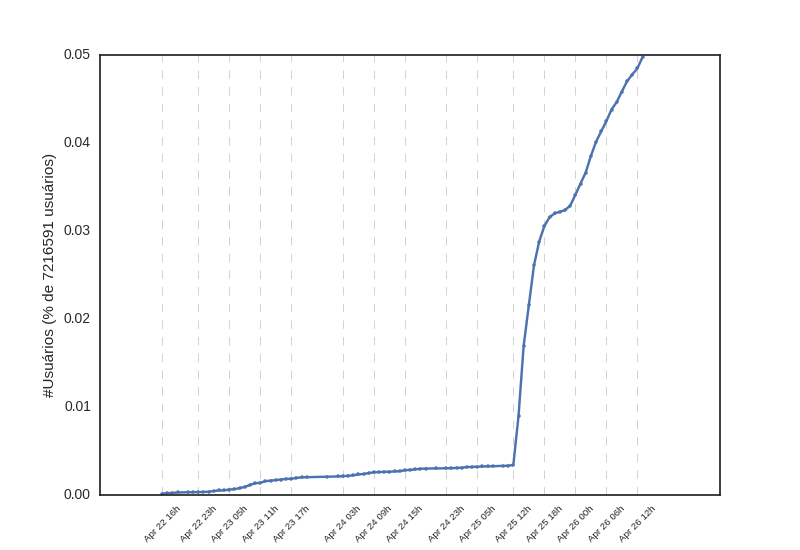 0.05
0.04
0.03
0.02
0.01
0.00
#Usuários (% de 7216591 usuários)
Apr 22 16h
Apr 22 23h
Apr 23 05h
Apr 23 11h
Apr 23 17h
Apr 24 03h
Apr 24 09h
Apr 24 15h
Apr 24 23h
Apr 25 05h
Apr 25 12h
Apr 25 18h
Apr 26 00h
Apr 26 06h
Apr 26 12h